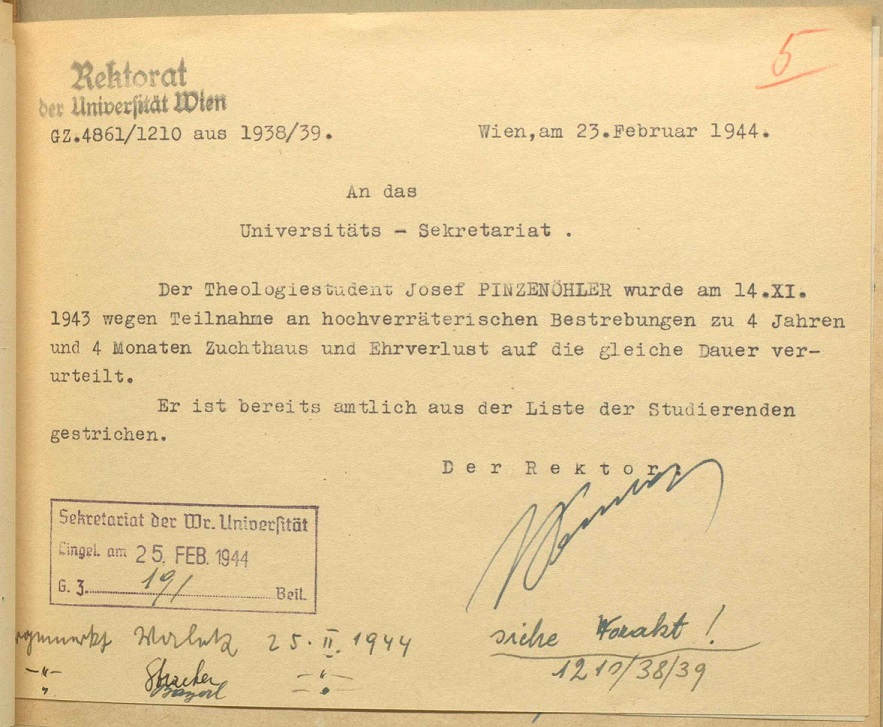 5
Rektorat
der Universität Wien
GZ.4861/1210 aus 1938/39. Wien,am 23.Februar 1944.
An das
Universitäts - Sekretariat .
Der Theologiestudent Josef PINZENÖHLER wurde am 14.XI.
1943 wegen Teilnahme an hochverräterischen Bestrebungen zu 4 Jahren
und 4 Monaten Zuchthaus und Ehrverlust auf die gleiche Dauer ver-
urteilt.
Er ist bereits amtlich aus der Liste der Studierenden
gestrichen.
Der Rektor.
Sekretariat der Wr. Universität
Eingel. am 25. FEB. 1944
G. Z. 19/ Beil.
25. II. 1944
siehe Vorakt!
1210/38/39